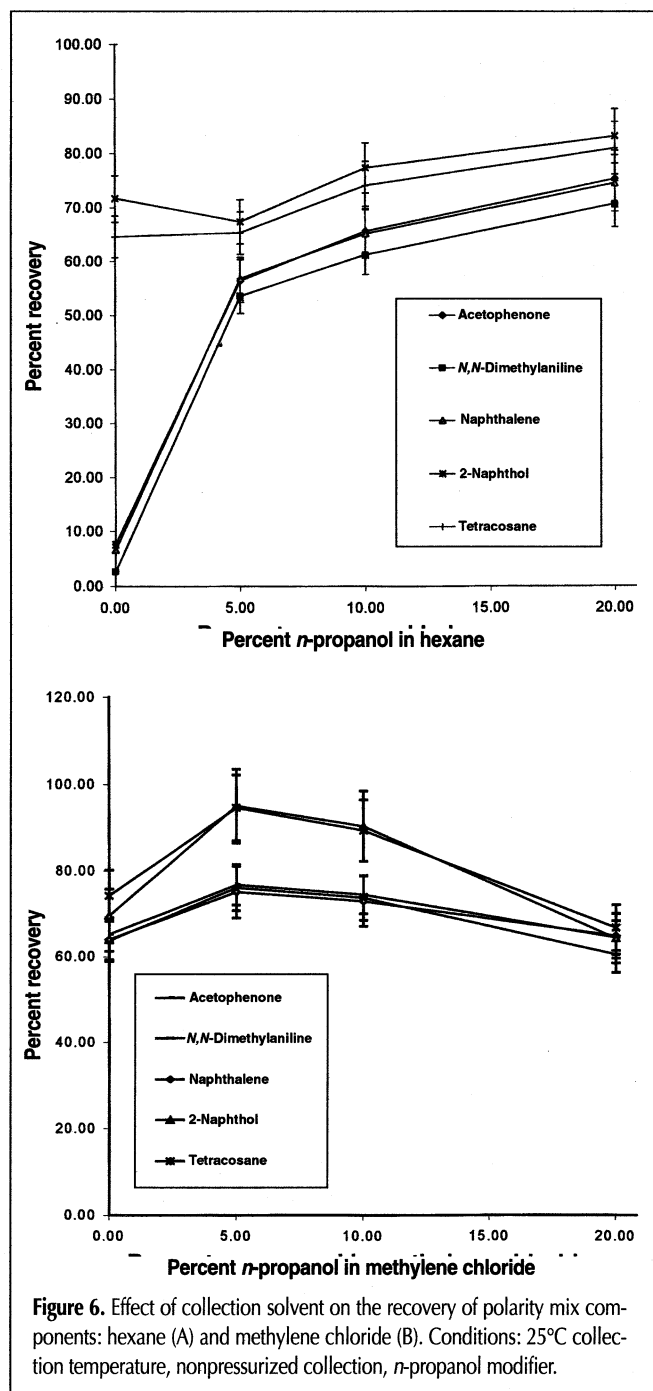 100.00
90.00
80.00
70.00
60.00
50.00
40.00
30.00
20.00
10.00
0.00
Percent recovery
Acetophenone
N,N-Dimethylaniline
Naphthalene
2-Naphthol
Tetracosane
0.00 5.00 10.00 15.00 20.00
Percent n-propanol in hexane
120.00
100.00
80.00
60.00
40.00
20.00
0.00
Percent recovery
Acetophenone
N,N-Dimethylaniline
Naphthalene
2-Naphthol
Tetracosane
0.00 5.00 10.00 15.00 20.00
Percent n-propanol in methylene chloride
Figure 6. Effect of collection solvent on the recovery of polarity mix com-
ponents: hexane (A) and methylene chloride (B). Conditions: 25°C collec-
tion temperature, nonpressurized collection, n-propanol modifier.